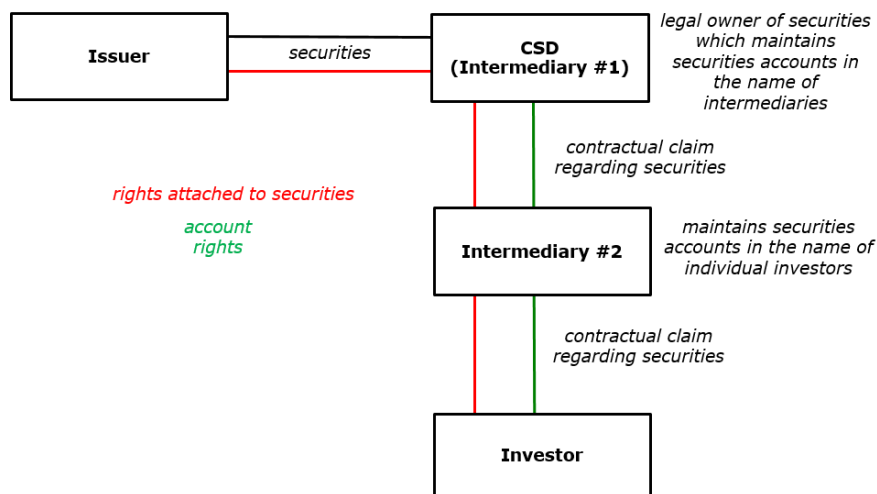 Issuer
securities
CSD
(Intermediary #1)
legal owner of securities
which maintains
securities accounts in
the name of
intermediaries
contractual claim
regarding securities
rights attached to securities
account
rights
Intermediary #2
maintains securities
accounts in the name of
individual investors
contractual claim
regarding securities
Investor